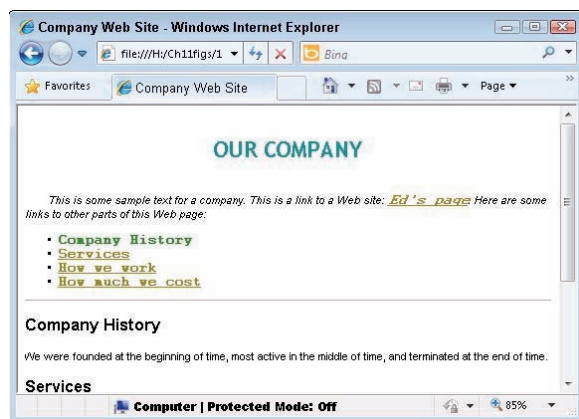 Company Web Site - Windows Internet Explorer
file:///H:/Ch11figs/1 Bing
Favorites Company Web Site Page
OUR COMPANY
This is some sample text for a company. This is a link to a Web site: Ed's page Here are some
links to other parts of this Web page:
• Company History
• Services
• How we work
• How much we cost
Company History
We were founded at the beginning of time, most active in the middle of time, and terminated at the end of time.
Services
Computer | Protected Mode: Off 85%